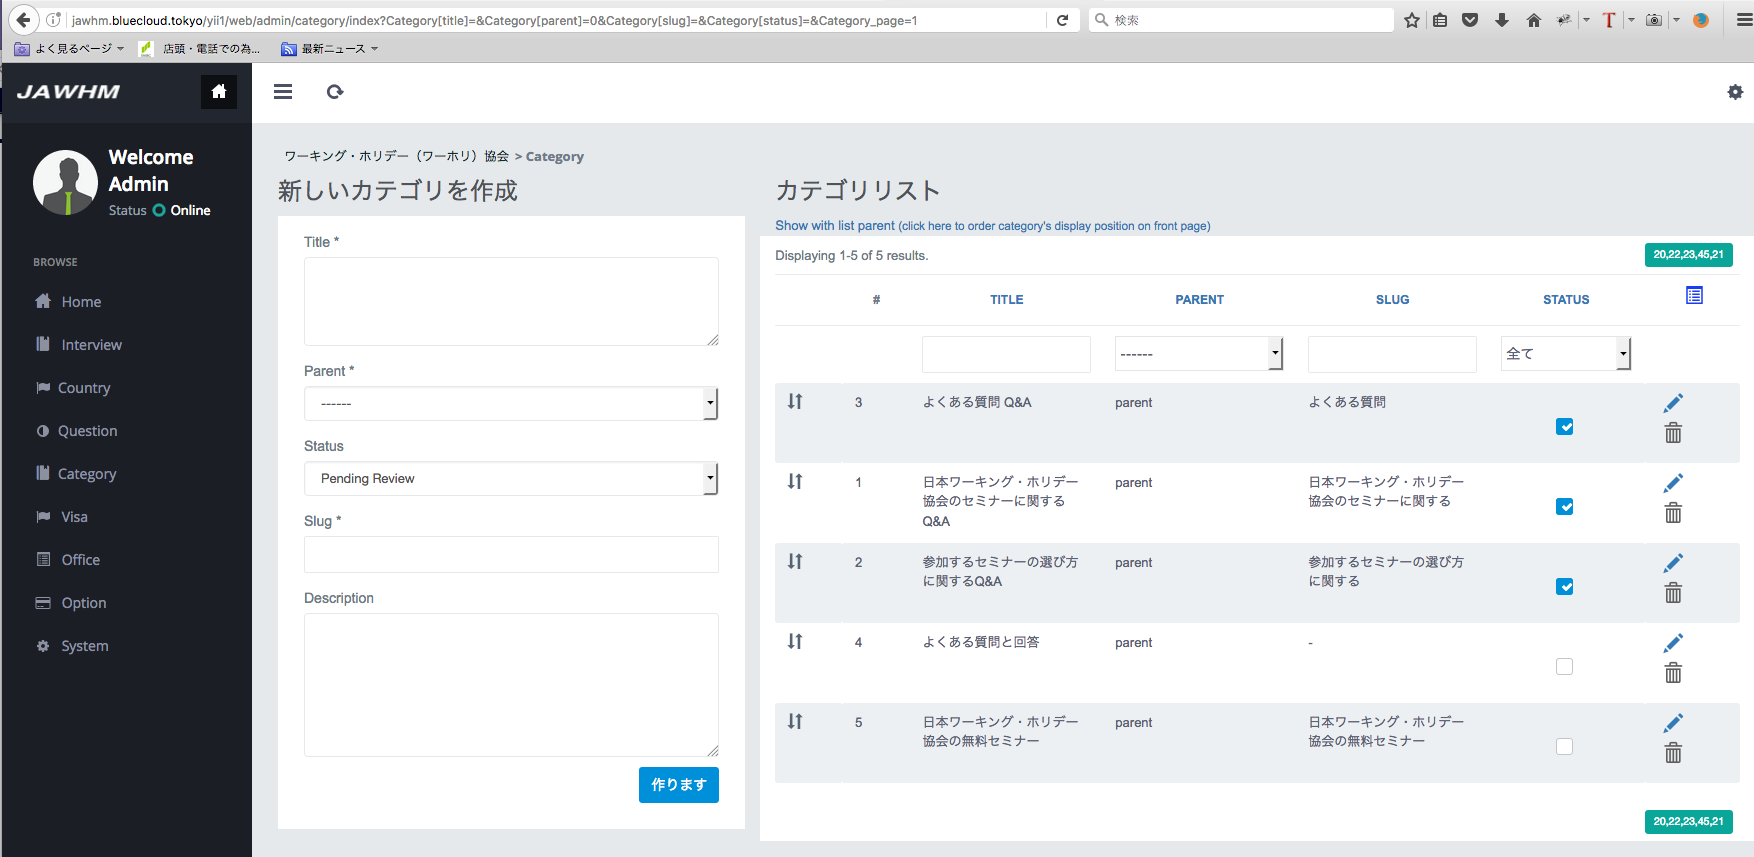 jawhm.bluecloud.tokyo/yii1/web/admin/category/index?Category[title]=&Category[parent]=0&Category[slug]=&Category[status]=&Category_page=1
検索
よく見るページ
店頭・電話での為...
最新ニュース
JAWHM
Welcome
Admin
Status Online
BROWSE
Home
Interview
Country
Question
Category
Visa
Office
Option
System
ワーキング・ホリデー（ワーホリ）協会 > Category
新しいカテゴリを作成
Title *
Parent *
------
Status
Pending Review
Slug *
Description
作ります
カテゴリリスト
Show with list parent (click here to order category's display position on front page)
Displaying 1-5 of 5 results.
20,22,23,45,21
# TITLE PARENT SLUG STATUS
------ 全て
3 よくある質問 Q&A parent よくある質問
1 日本ワーキング・ホリデー parent 日本ワーキング・ホリデー
協会のセミナーに関する 協会のセミナーに関する
Q&A
2 参加するセミナーの選び方 parent 参加するセミナーの選び方
に関するQ&A に関する
4 よくある質問と回答 parent -
5 日本ワーキング・ホリデー parent 日本ワーキング・ホリデー
協会の無料セミナー 協会の無料セミナー
20,22,23,45,21